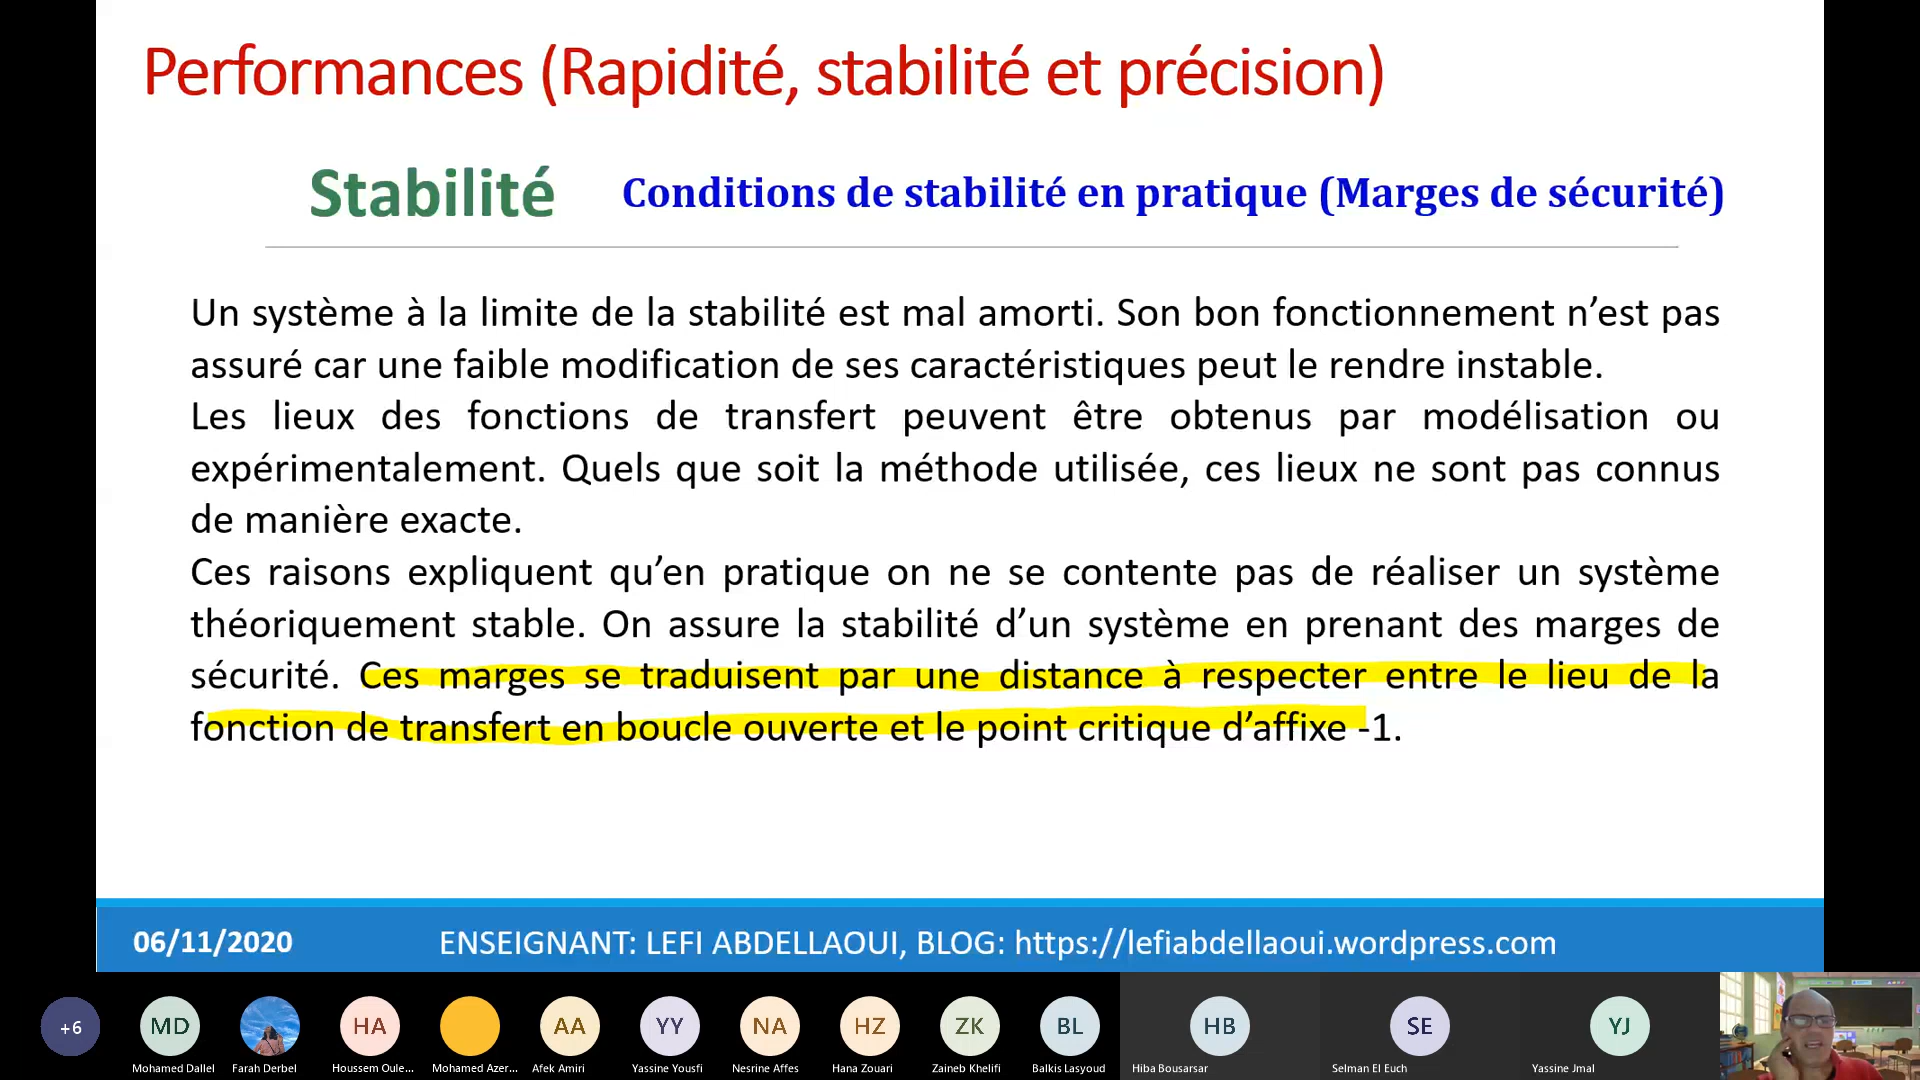 Performances (Rapidité, stabilité et précision)
Stabilité Conditions de stabilité en pratique (Marges de sécurité)
Un système à la limite de la stabilité est mal amorti. Son bon fonctionnement n’est pas
assuré car une faible modification de ses caractéristiques peut le rendre instable.
Les lieux des fonctions de transfert peuvent être obtenus par modélisation ou
expérimentalement. Quels que soit la méthode utilisée, ces lieux ne sont pas connus
de manière exacte.
Ces raisons expliquent qu’en pratique on ne se contente pas de réaliser un système
théoriquement stable. On assure la stabilité d’un système en prenant des marges de
sécurité. Ces marges se traduisent par une distance à respecter entre le lieu de la
fonction de transfert en boucle ouverte et le point critique d’affixe -1.
06/11/2020 ENSEIGNANT: LEFI ABDELLAOUI, BLOG: https://lefiabdellaoui.wordpress.com
+6 MD HA AA YY NA HZ ZK BL HB SE YJ
Mohamed Dallel Farah Derbel Houssem Oule... Mohamed Azer... Afek Amiri Yassine Yousfi Nesrine Affes Hana Zouari Zaineb Khelifi Balkis Lasyoud Hiba Bousarsar Selman El Euch Yassine Jmal